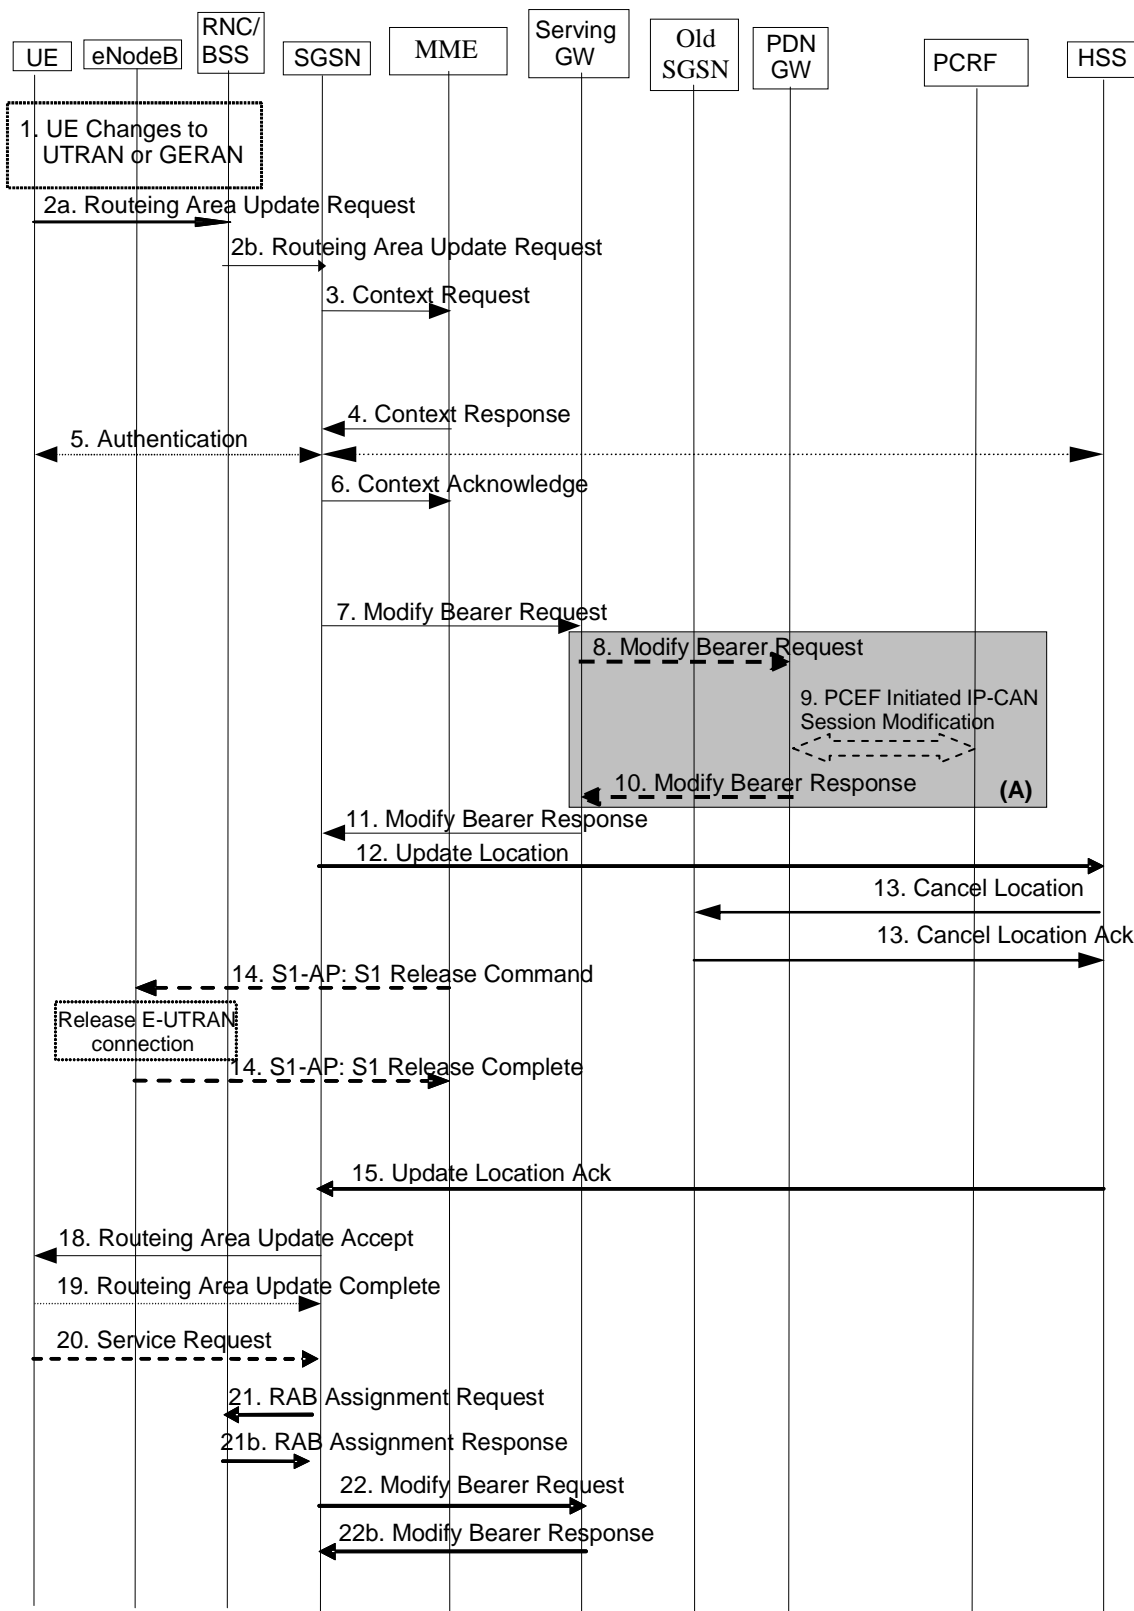 UE
eNodeB
RNC/
BSS
SGSN
MME
Serving
GW
Old
SGSN
PDN
GW
PCRF
HSS
1. UE Changes to
UTRAN or GERAN
2a. Routeing Area Update Request
2b. Routeing Area Update Request
3. Context Request
4. Context Response
5. Authentication
6. Context Acknowledge
7. Modify Bearer Request
8. Modify Bearer Request
9. PCEF Initiated IP-CAN
Session Modification
10. Modify Bearer Response
(A)
11. Modify Bearer Response
12. Update Location
13. Cancel Location
13. Cancel Location Ack
14. S1-AP: S1 Release Command
Release E-UTRAN
connection
14. S1-AP: S1 Release Complete
15. Update Location Ack
18. Routeing Area Update Accept
19. Routeing Area Update Complete
20. Service Request
21. RAB Assignment Request
21b. RAB Assignment Response
22. Modify Bearer Request
22b. Modify Bearer Response